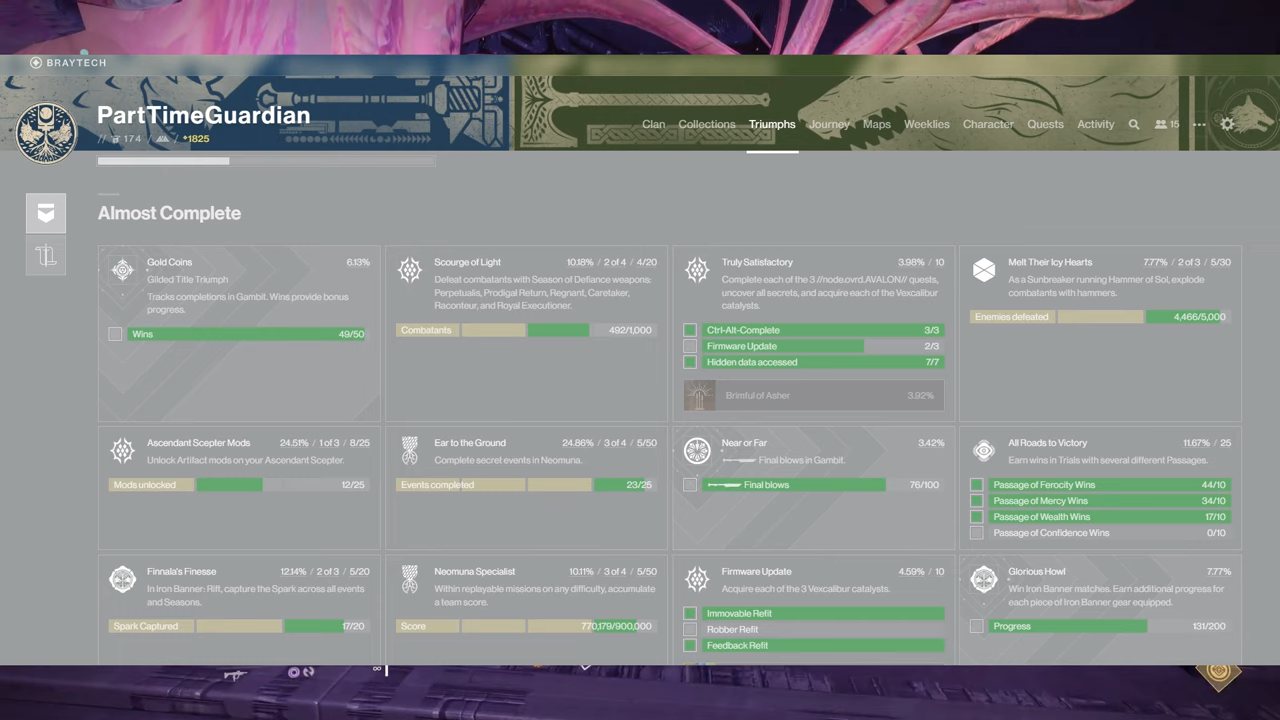 BRAYTECH
PartTimeGuardian
// 174 / / +1825
Clan Collections Triumphs Journey Maps Weeklies Character Quests Activity 15
Almost Complete
Gold Coins 6.13%
Gilded Title Triumph
Tracks completions in Gambit. Wins provide bonus
progress.
Wins 49/50
Scourge of Light 10.18% / 2 of 4 / 4/20
Defeat combatants with Season of Defiance weapons:
Perpetualis, Prodigal Return, Regnant, Caretaker,
Raconteur, and Royal Executioner.
Combatants 492/1,000
Truly Satisfactory 3.98% / 10
Complete each of the 3 //node.ovrd.AVALON// quests,
uncover all secrets, and acquire each of the Vexcalibur
catalysts.
Ctrl-Alt-Complete 3/3
Firmware Update 2/3
Hidden data accessed 7/7
Brimful of Asher 3.92%
Melt Their Icy Hearts 7.77% / 2 of 3 / 5/30
As a Sunbreaker running Hammer of Sol, explode
combatants with hammers.
Enemies defeated 4,466/5,000
Ascendant Scepter Mods 24.51% / 1 of 3 / 8/25
Unlock Artifact mods on your Ascendant Scepter.
Mods unlocked 12/25
Ear to the Ground 24.86% / 3 of 4 / 5/50
Complete secret events in Neomuna.
Events completed 23/25
Near or Far 3.42%
Final blows in Gambit.
Final blows 76/100
All Roads to Victory 11.67% / 25
Earn wins in Trials with several different Passages.
Passage of Ferocity Wins 44/10
Passage of Mercy Wins 34/10
Passage of Wealth Wins 17/10
Passage of Confidence Wins 0/10
Finnala's Finesse 12.14% / 2 of 3 / 5/20
In Iron Banner: Rift, capture the Spark across all events
and Seasons.
Spark Captured 17/20
Neomuna Specialist 10.11% / 3 of 4 / 5/50
Within replayable missions on any difficulty, accumulate
a team score.
Score 770,179/900,000
Firmware Update 4.59% / 10
Acquire each of the 3 Vexcalibur catalysts.
Immovable Refit
Robber Refit
Feedback Refit
Glorious Howl 7.77%
Win Iron Banner matches. Earn additional progress for
each piece of Iron Banner gear equipped.
Progress 131/200
∞